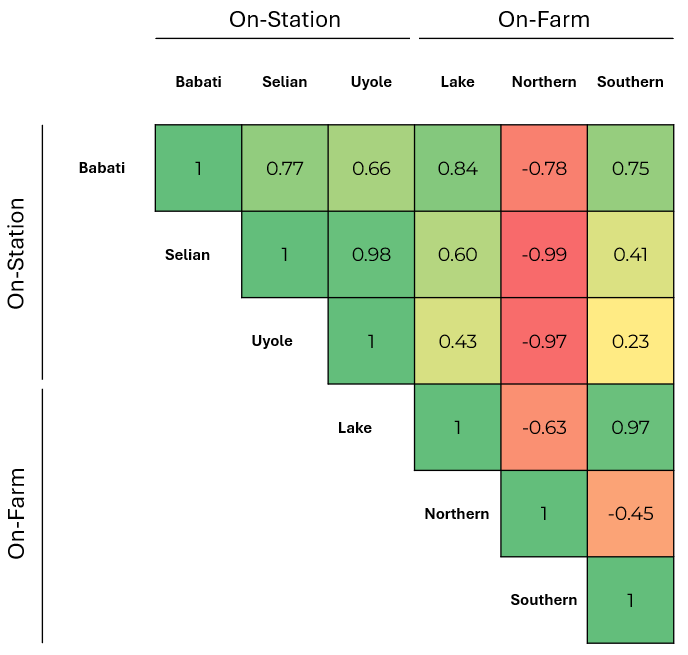 On-Station On-Farm
Babati Selian Uyole Lake Northern Southern
On-Station
Babati 1 0.77 0.66 0.84 -0.78 0.75
Selian 1 0.98 0.60 -0.99 0.41
Uyole 1 0.43 -0.97 0.23
On-Farm
Lake 1 -0.63 0.97
Northern 1 -0.45
Southern 1